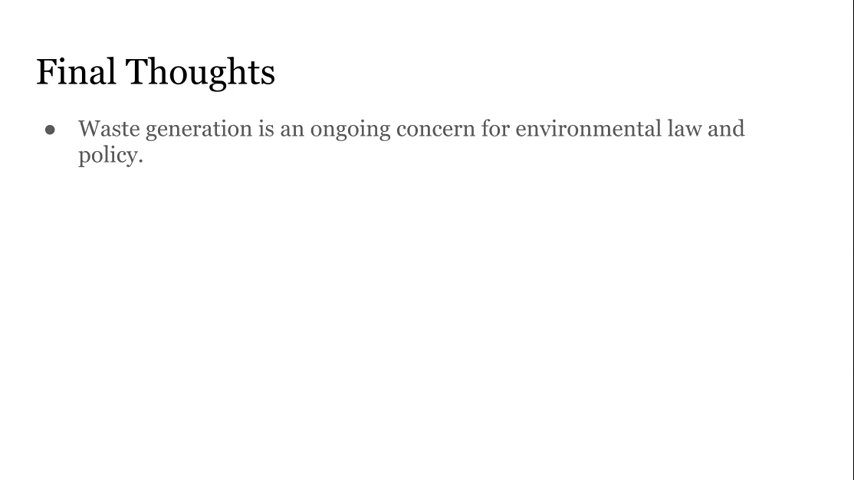 Final Thoughts
● Waste generation is an ongoing concern for environmental law and
policy.